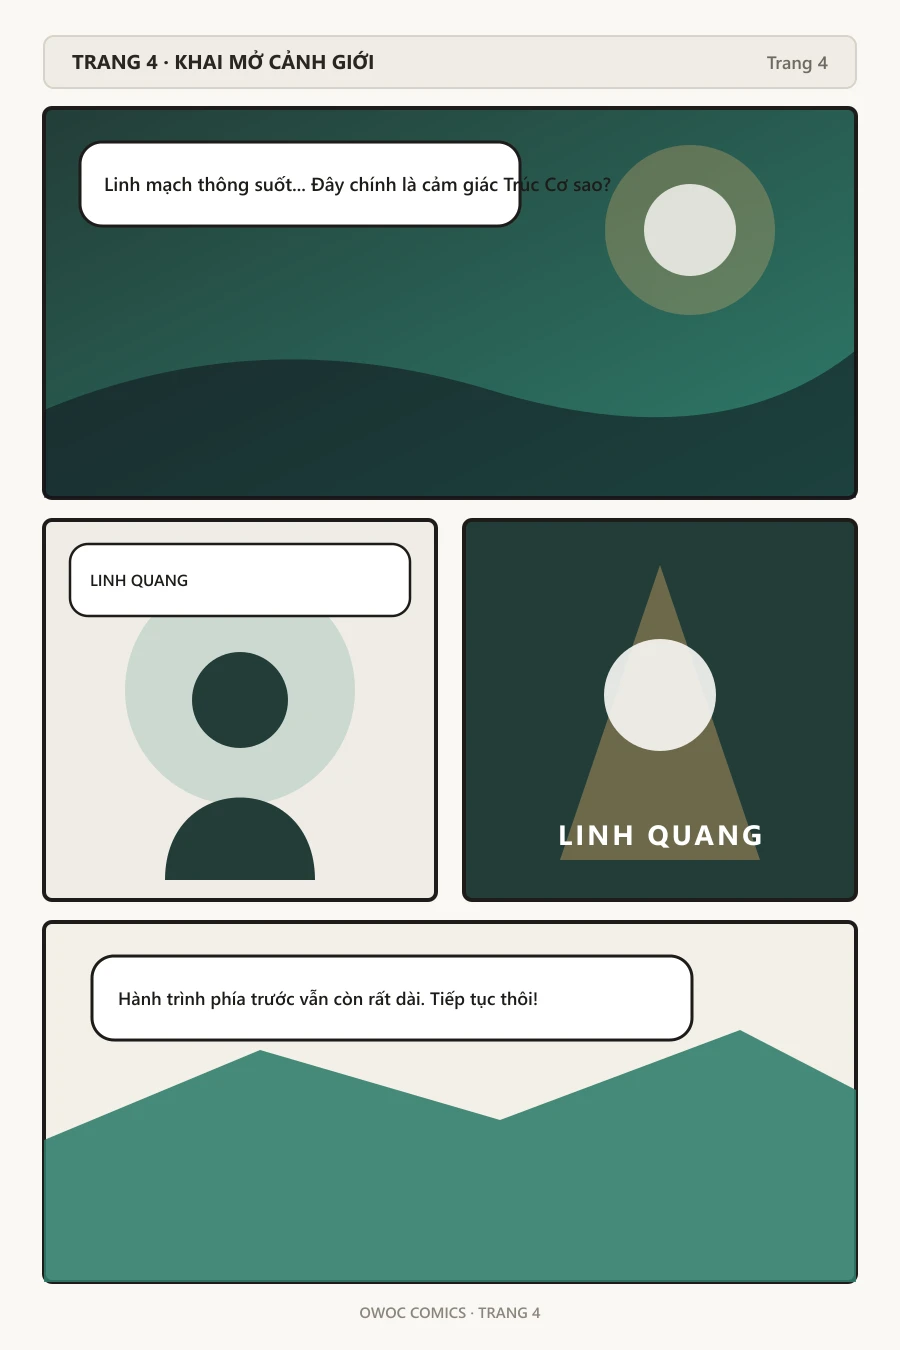 TRANG 4 · KHAI MỞ CẢNH GIỚI
Trang 4
Linh mạch thông suốt... Đây chính là cảm giác Trúc Cơ sao?
LINH QUANG
LINH QUANG
Hành trình phía trước vẫn còn rất dài. Tiếp tục thôi!
OWOC COMICS · TRANG 4